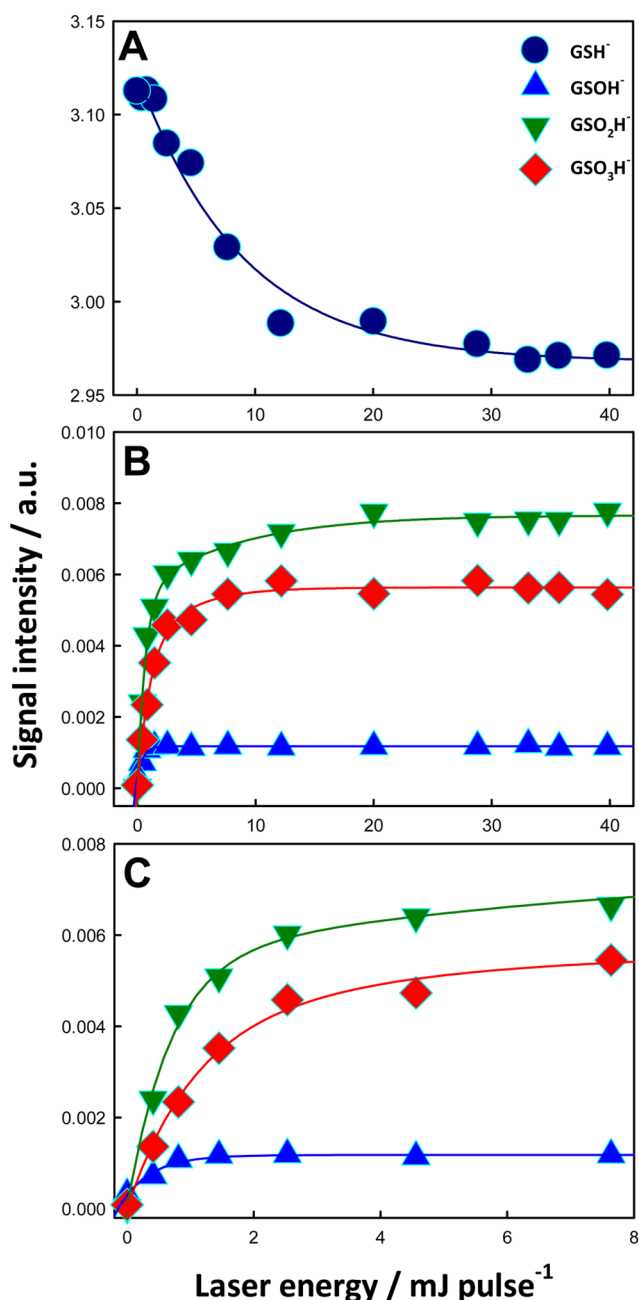 A
3.15
3.10
3.05
3.00
2.95
GSH⁻
GSOH⁻
GSO₂H⁻
GSO₃H⁻
0 10 20 30 40
B
0.010
0.008
0.006
0.004
0.002
0.000
0 10 20 30 40
Signal intensity / a.u.
C
0.008
0.006
0.004
0.002
0.000
0 2 4 6 8
Laser energy / mJ pulse⁻¹